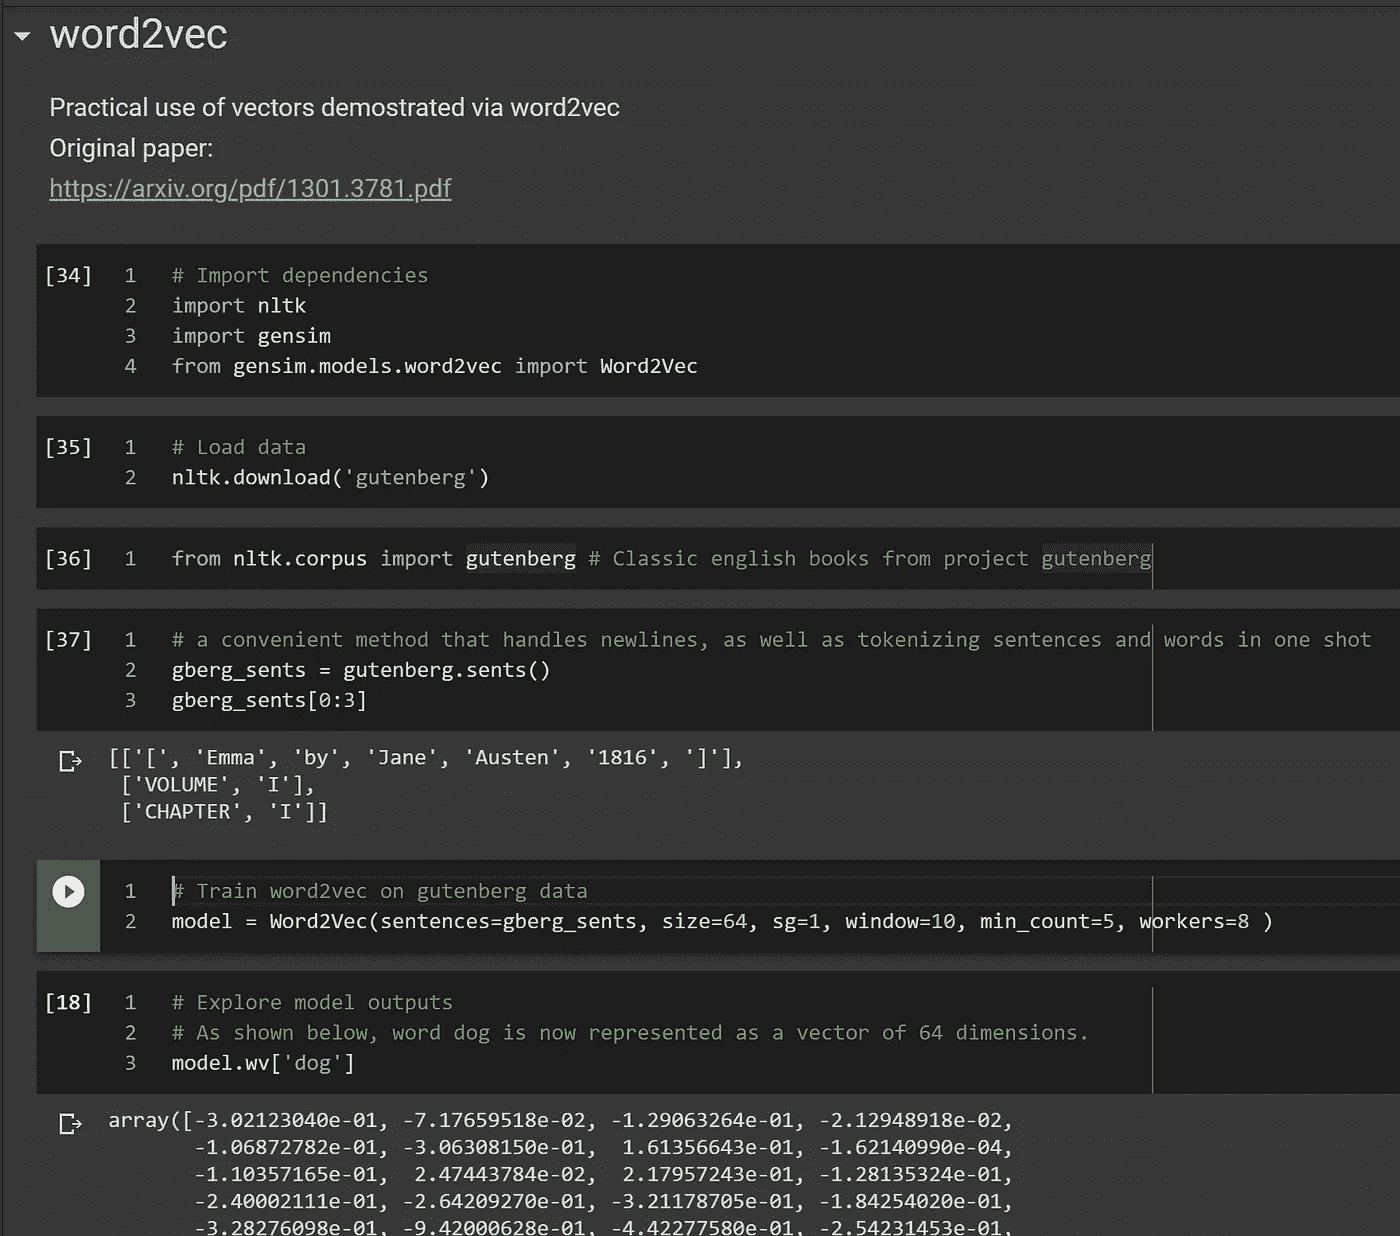 word2vec
Practical use of vectors demostrated via word2vec
Original paper:
https://arxiv.org/pdf/1301.3781.pdf
[34] 1 # Import dependencies
2 import nltk
3 import gensim
4 from gensim.models.word2vec import Word2Vec
[35] 1 # Load data
2 nltk.download('gutenberg')
[36] 1 from nltk.corpus import gutenberg # Classic english books from project gutenberg
[37] 1 # a convenient method that handles newlines, as well as tokenizing sentences and words in one shot
2 gberg_sents = gutenberg.sents()
3 gberg_sents[0:3]
[['[', 'Emma', 'by', 'Jane', 'Austen', '1816', ']'],
['VOLUME', 'I'],
['CHAPTER', 'I']]
1 # Train word2vec on gutenberg data
2 model = Word2Vec(sentences=gberg_sents, size=64, sg=1, window=10, min_count=5, workers=8 )
[18] 1 # Explore model outputs
2 # As shown below, word dog is now represented as a vector of 64 dimensions.
3 model.wv['dog']
array([-3.02123040e-01, -7.17659518e-02, -1.29063264e-01, -2.12948918e-02,
-1.06872782e-01, -3.06308150e-01, 1.61356643e-01, -1.62140990e-04,
-1.10357165e-01, 2.47443784e-02, 2.17957243e-01, -1.28135324e-01,
-2.40002111e-01, -2.64209270e-01, -3.21178705e-01, -1.84254020e-01,
-3.28276098e-01, -9.42000628e-01, -4.42277580e-01, -2.54231453e-01,